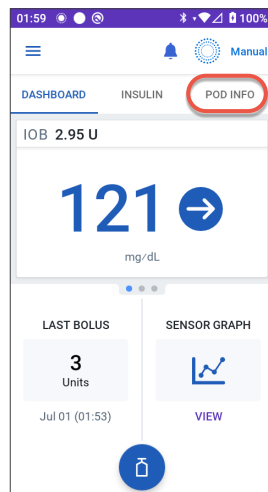 01:59 100%
Manual
DASHBOARD INSULIN POD INFO
IOB 2.95 U
121
mg/dL
LAST BOLUS SENSOR GRAPH
3
Units
Jul 01 (01:53) VIEW